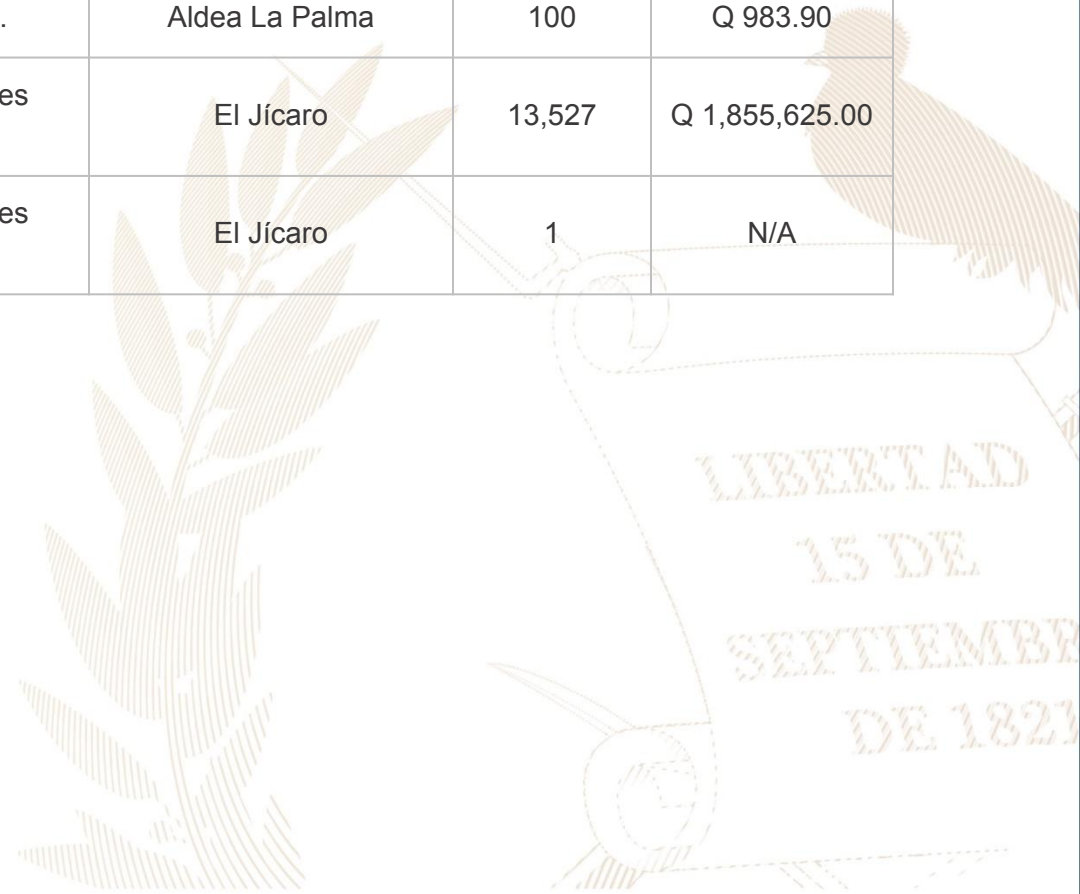 . Aldea La Palma 100 Q 983.90
es
El Jícaro 13,527 Q 1,855,625.00
es
El Jícaro 1 N/A
LIBERTAD
15 DE
SEPTIEMBR
DE 1821